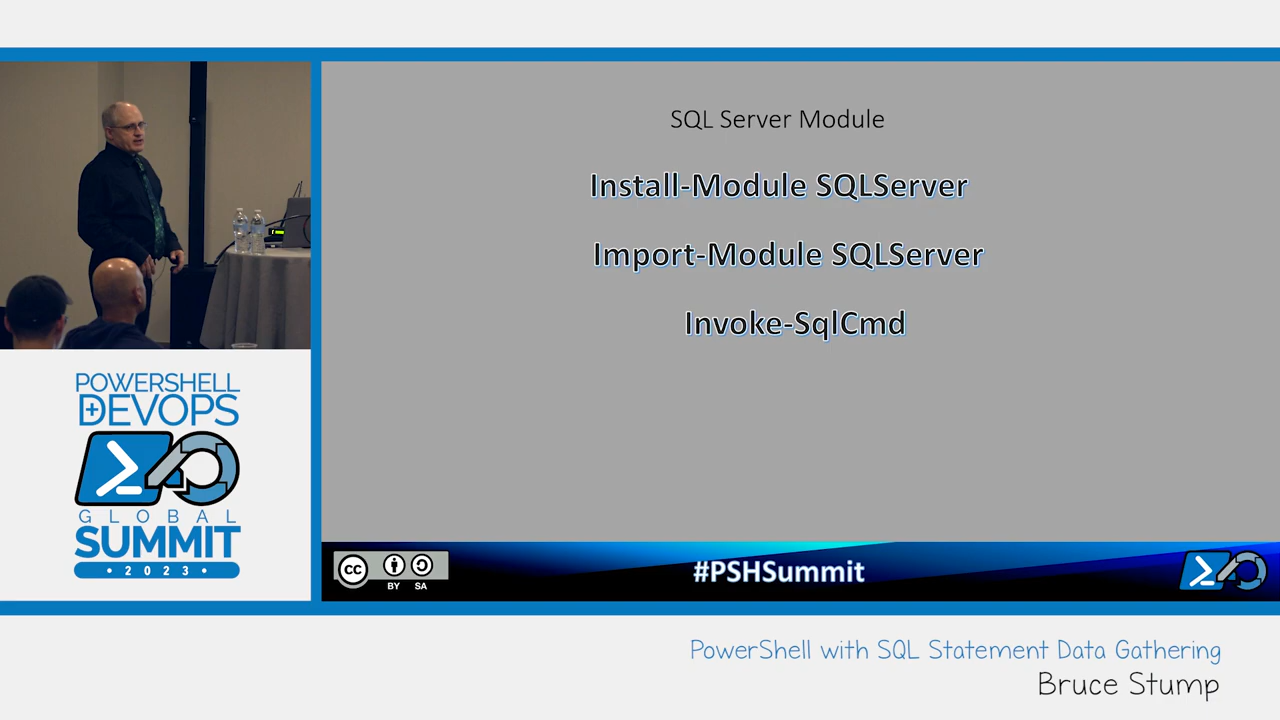 SQL Server Module
Install-Module SQLServer
Import-Module SQLServer
Invoke-SqlCmd
POWERSHELL
+DEVOPS
GLOBAL
SUMMIT
• 2023 •
CC
BY SA
#PSHSummit
PowerShell with SQL Statement Data Gathering
Bruce Stump